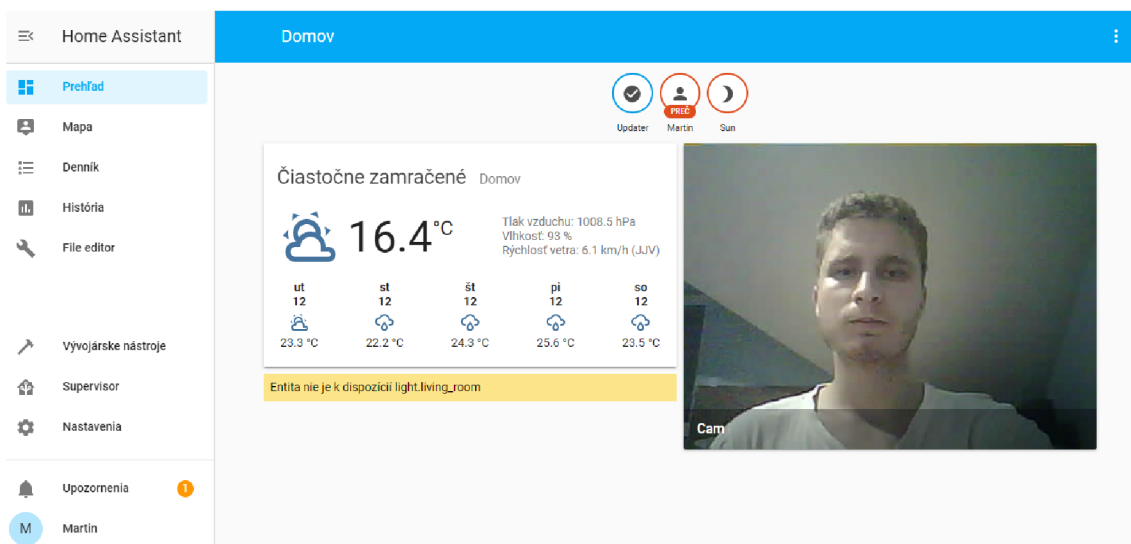 Home Assistant
Domov
Prehľad
Mapa
Denník
História
File editor
Vývojárske nástroje
Supervisor
Nastavenia
Upozornenia 1
M Martin
PREČ
Updater Martin Sun
Čiastočne zamračené Domov
16.4 °C
Tlak vzduchu: 1008.5 hPa
Vlhkosť: 93 %
Rýchlosť vetra: 6.1 km/h (JJV)
ut st št pi so
12 12 12 12 12
23.3 °C 22.2 °C 24.3 °C 25.6 °C 23.5 °C
Entita nie je k dispozícií light.living_room
Cam